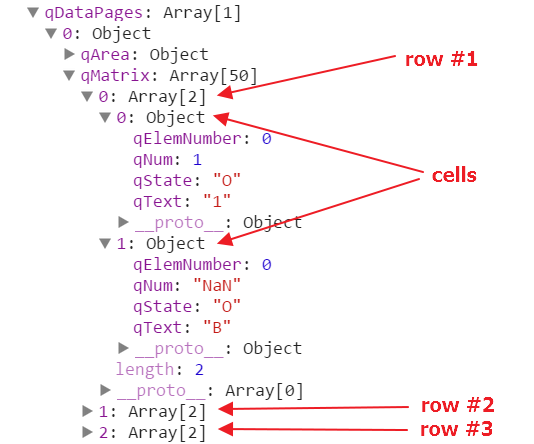 qDataPages: Array[1]
0: Object
qArea: Object
row #1
qMatrix: Array[50]
0: Array[2]
0: Object
qElemNumber: 0
qNum: 1
qState: "O"
cells
qText: "1"
__proto__: Object
1: Object
qElemNumber: 0
qNum: "NaN"
qState: "O"
qText: "B"
__proto__: Object
length: 2
__proto__: Array[0]
1: Array[2]
row #2
2: Array[2]
row #3